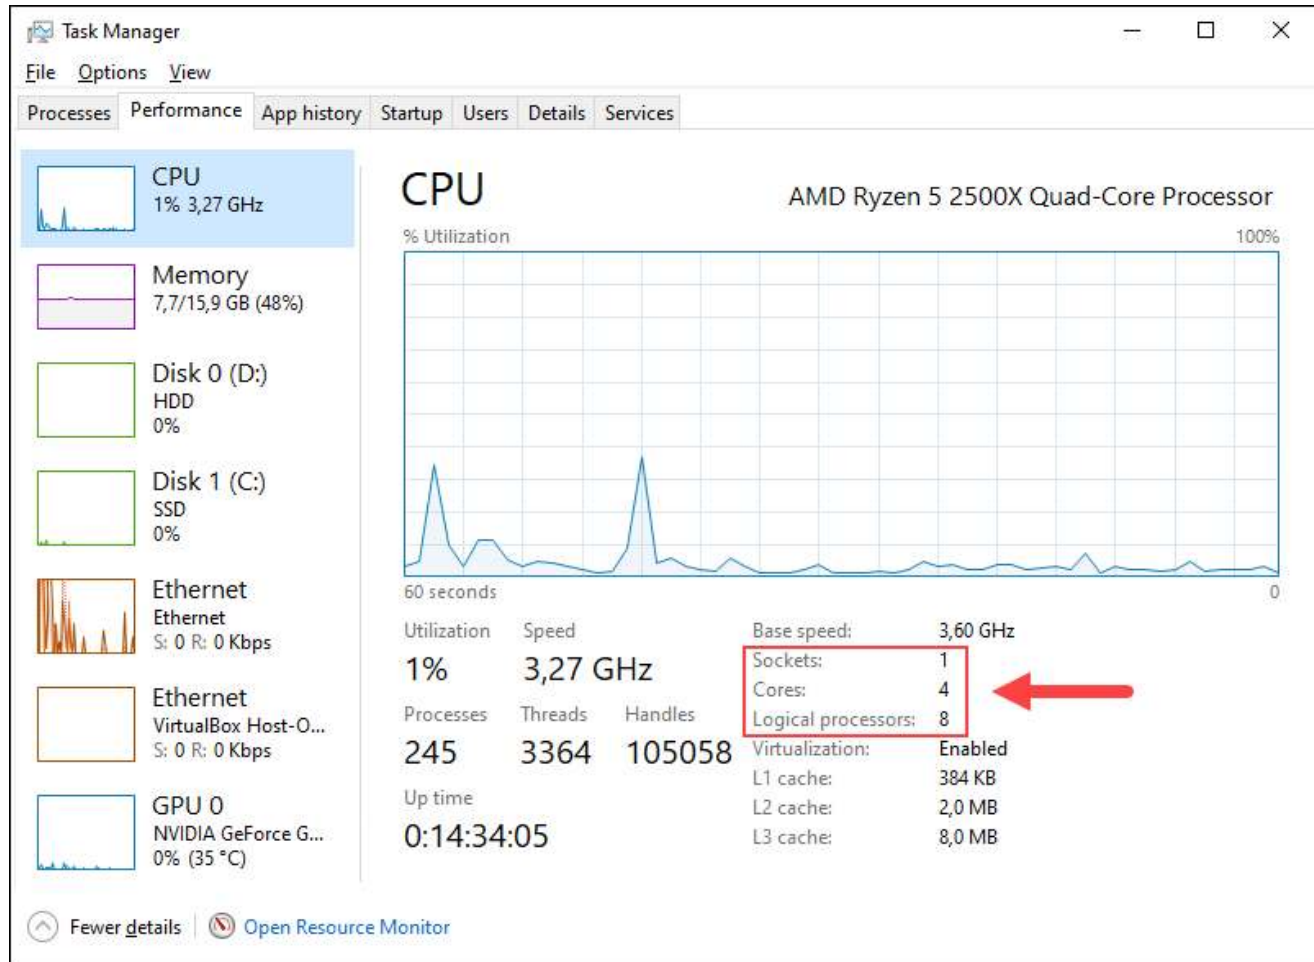 Task Manager
File Options View
Processes Performance App history Startup Users Details Services
CPU
1% 3,27 GHz
Memory
7,7/15,9 GB (48%)
Disk 0 (D:)
HDD
0%
Disk 1 (C:)
SSD
0%
Ethernet
Ethernet
S: 0 R: 0 Kbps
Ethernet
VirtualBox Host-O...
S: 0 R: 0 Kbps
GPU 0
NVIDIA GeForce G...
0% (35 °C)
CPU AMD Ryzen 5 2500X Quad-Core Processor
% Utilization 100%
60 seconds 0
Utilization Speed
1% 3,27 GHz
Processes Threads Handles
245 3364 105058
Up time
0:14:34:05
Base speed: 3,60 GHz
Sockets: 1
Cores: 4
Logical processors: 8
Virtualization: Enabled
L1 cache: 384 KB
L2 cache: 2,0 MB
L3 cache: 8,0 MB
Fewer details Open Resource Monitor